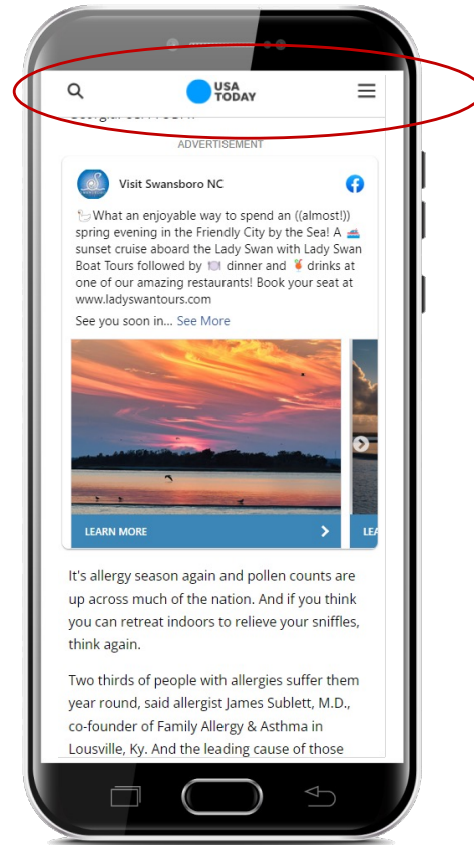 USA
TODAY
ADVERTISEMENT
Visit Swansboro NC
🦢What an enjoyable way to spend an ((almost!))
spring evening in the Friendly City by the Sea! A 🚢
sunset cruise aboard the Lady Swan with Lady Swan
Boat Tours followed by 🍽️ dinner and 🍹 drinks at
one of our amazing restaurants! Book your seat at
www.ladyswantours.com
See you soon in... See More
LEARN MORE
LEA
It's allergy season again and pollen counts are
up across much of the nation. And if you think
you can retreat indoors to relieve your sniffles,
think again.
Two thirds of people with allergies suffer them
year round, said allergist James Sublett, M.D.,
co-founder of Family Allergy & Asthma in
Lousville, Ky. And the leading cause of those